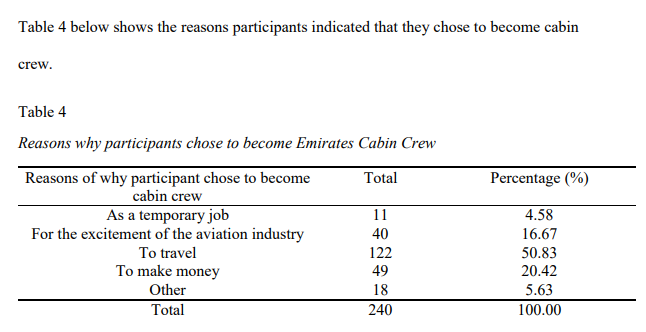 Table 4 below shows the reasons participants indicated that they chose to become cabin
crew.
Table 4
Reasons why participants chose to become Emirates Cabin Crew
Reasons of why participant chose to become cabin crew Total Percentage (%)
As a temporary job 11 4.58
For the excitement of the aviation industry 40 16.67
To travel 122 50.83
To make money 49 20.42
Other 18 5.63
Total 240 100.00